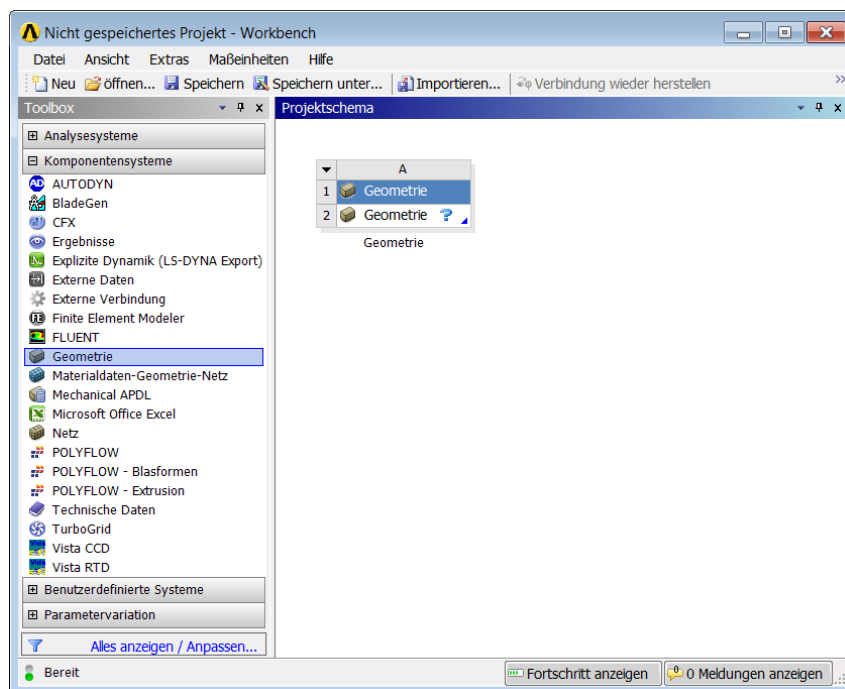 Nicht gespeichertes Projekt - Workbench
Datei Ansicht Extras Maßeinheiten Hilfe
Neu öffnen... Speichern Speichern unter... Importieren... Verbindung wieder herstellen »
Toolbox
Projektschema
Analysesysteme
Komponentensysteme
AUTODYN
BladeGen
CFX
Ergebnisse
Explizite Dynamik (LS-DYNA Export)
Externe Daten
Externe Verbindung
Finite Element Modeler
FLUENT
Geometrie
Materialdaten-Geometrie-Netz
Mechanical APDL
Microsoft Office Excel
Netz
POLYFLOW
POLYFLOW - Blasformen
POLYFLOW - Extrusion
Technische Daten
TurboGrid
Vista CCD
Vista RTD
Benutzerdefinierte Systeme
Parametervariation
Alles anzeigen / Anpassen...
A
1 Geometrie
2 Geometrie ?
Geometrie
Bereit
Fortschritt anzeigen
0 Meldungen anzeigen